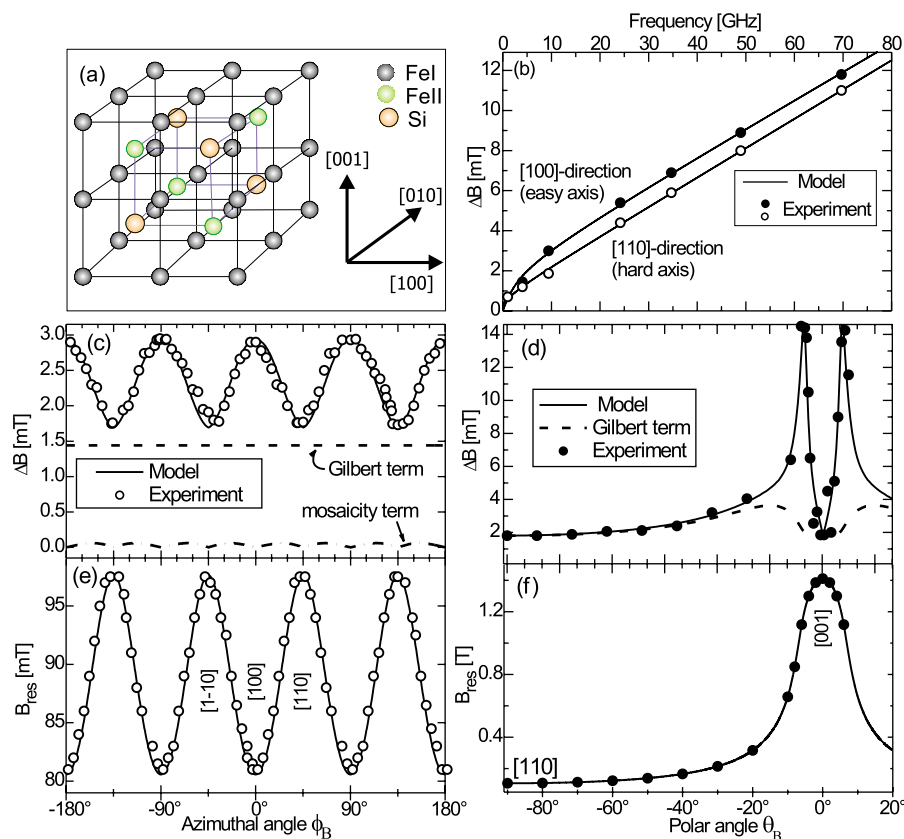 (a)
FeI
FeII
Si
[001]
[010]
[100]
Frequency [GHz]
0 10 20 30 40 50 60 70 80
(b)
12
10
8
6
4
2
0
ΔB [mT]
[100]-direction
(easy axis)
[110]-direction
(hard axis)
Model
Experiment
(c)
3.0
2.5
2.0
1.5
1.0
0.5
0.0
ΔB [mT]
Gilbert term
Model
Experiment
mosaicity term
(d)
14
12
10
8
6
4
2
ΔB [mT]
Model
Gilbert term
Experiment
(e)
95
90
85
80
B_res [mT]
[1-10]
[100]
[110]
-180° -90° 0° 90° 180°
Azimuthal angle ϕ_B
(f)
1.2
0.8
0.4
B_res [T]
[001]
[110]
-80° -60° -40° -20° 0° 20°
Polar angle θ_B